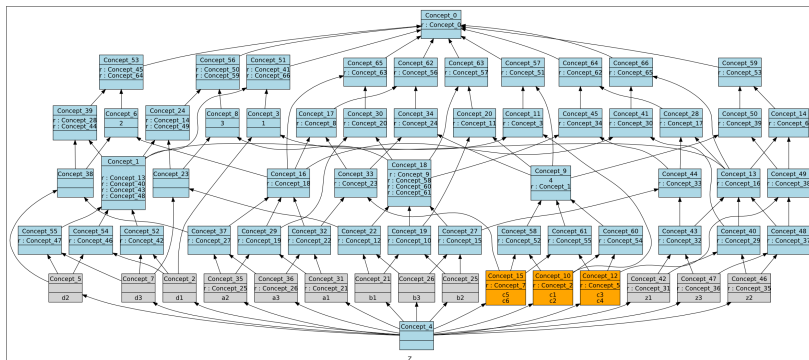 Concept_0
r : Concept_0
Concept_53
r : Concept_45
r : Concept_64
Concept_56
r : Concept_50
r : Concept_59
Concept_51
r : Concept_41
r : Concept_66
Concept_65
r : Concept_63
Concept_62
r : Concept_56
Concept_63
r : Concept_57
Concept_57
r : Concept_51
Concept_64
r : Concept_62
Concept_66
r : Concept_65
Concept_59
r : Concept_53
Concept_39
r : Concept_28
r : Concept_44
Concept_6
2
Concept_24
r : Concept_14
r : Concept_49
Concept_8
3
Concept_3
1
Concept_17
r : Concept_8
Concept_30
r : Concept_20
Concept_34
r : Concept_24
Concept_20
r : Concept_11
Concept_11
r : Concept_3
Concept_45
r : Concept_34
Concept_41
r : Concept_30
Concept_28
r : Concept_17
Concept_50
r : Concept_39
Concept_14
r : Concept_6
Concept_38
Concept_1
r : Concept_13
r : Concept_40
r : Concept_43
r : Concept_48
Concept_23
Concept_16
r : Concept_18
Concept_33
r : Concept_23
Concept_18
r : Concept_9
r : Concept_58
r : Concept_60
r : Concept_61
Concept_9
4
r : Concept_1
Concept_44
r : Concept_33
Concept_13
r : Concept_16
Concept_49
r : Concept_38
Concept_55
r : Concept_47
Concept_54
r : Concept_46
Concept_52
r : Concept_42
Concept_37
r : Concept_27
Concept_29
r : Concept_19
Concept_32
r : Concept_22
Concept_22
r : Concept_12
Concept_19
r : Concept_10
Concept_27
r : Concept_15
Concept_58
r : Concept_52
Concept_61
r : Concept_55
Concept_60
r : Concept_54
Concept_43
r : Concept_32
Concept_40
r : Concept_29
Concept_48
r : Concept_37
Concept_5
d2
Concept_7
d3
Concept_2
d1
Concept_35
r : Concept_25
a2
Concept_36
r : Concept_26
a3
Concept_31
r : Concept_21
a1
Concept_21
b1
Concept_26
b3
Concept_25
b2
Concept_15
r : Concept_7
c5
c6
Concept_10
r : Concept_2
c1
c2
Concept_12
r : Concept_5
c3
c4
Concept_42
r : Concept_31
z1
Concept_47
r : Concept_36
z3
Concept_46
r : Concept_35
z2
Concept_4